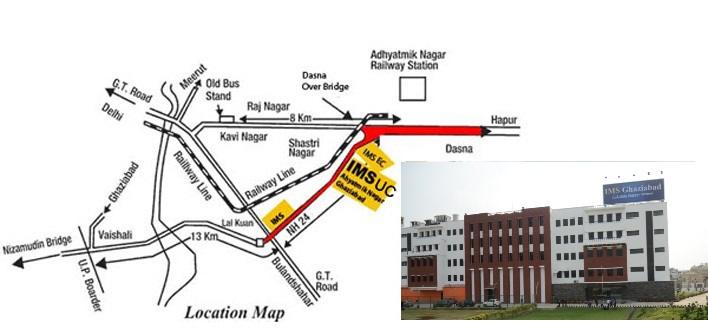 Adhyatmik Nagar
Railway Station
Dasna
Over Bridge
Meerut
G.T. Road
Old Bus
Stand
Delhi
Raj Nagar
8 Km
Hapur
Kavi Nagar
Dasna
Shastri
Nagar
IMS EC
IMS UC
Ahyatmik Nagar
Ghaziabad
Railway Line
Railway Line
Ghaziabad
IMS
NH 24
Lal Kuan
Vaishali
13 Km
Nizamudin Bridge
U.P. Boarder
Bulandshahar
G.T.
Road
Location Map
IMS Ghaziabad